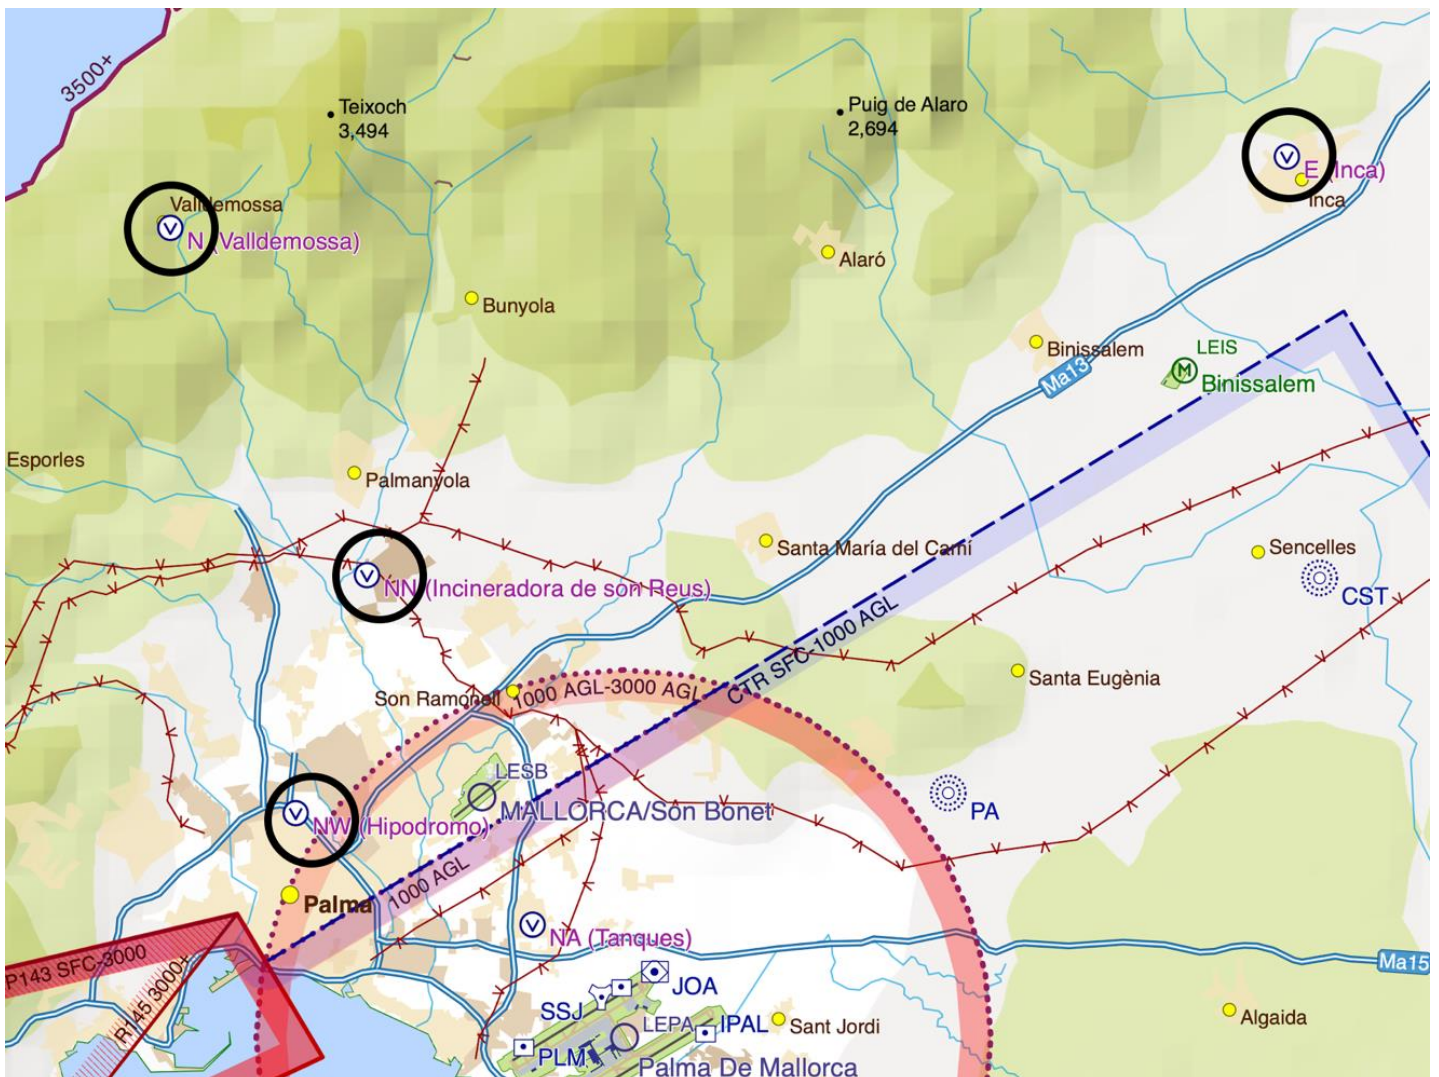 3500+
Teixoch
3,494
Puig de Alaro
2,694
V
E (Inca)
Inca
Valldemossa
V
N (Valldemossa)
Alaró
Bunyola
Binissalem
LEIS
M
Binissalem
Ma13
Esporles
Palmanyola
Santa María del Camí
Sencelles
V
NN (Incineradora de son Reus)
CST
CTR SFC-1000 AGL
Santa Eugènia
Son Ramonell
1000 AGL-3000 AGL
LESB
MALLORCA/Son Bonet
PA
V
NW (Hipodromo)
1000 AGL
Palma
V
NA (Tanques)
P143 SFC-3000
R145 3000+
Ma15
JOA
SSJ
LEPA
IPAL
Sant Jordi
Algaida
PLM
Palma De Mallorca